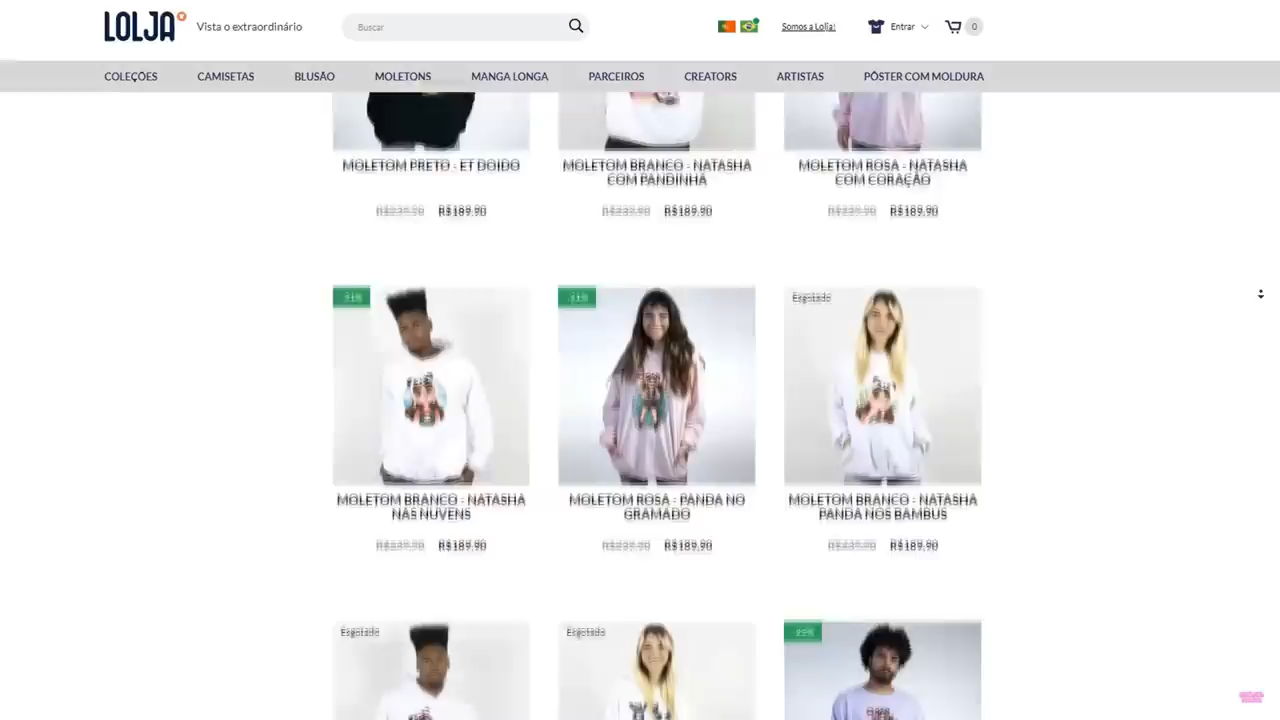 LOLJA
Vista o extraordinário
Buscar
Somos a Lolja!
Entrar
0
COLEÇÕES
CAMISETAS
BLUSÃO
MOLETONS
MANGA LONGA
PARCEIROS
CREATORS
ARTISTAS
PÔSTER COM MOLDURA
MOLETOM PRETO - ET DOIDO
MOLETOM BRANCO - NATASHA
COM PANDINHA
MOLETOM ROSA - NATASHA
COM CORAÇÃO
R$189,90
R$189,90
R$189,90
Esgotado
MOLETOM BRANCO - NATASHA
NAS NUVENS
MOLETOM ROSA - PANDA NO
GRAMADO
MOLETOM BRANCO - NATASHA
PANDA NOS BAMBUS
R$189,90
R$189,90
R$189,90
Esgotado
Esgotado